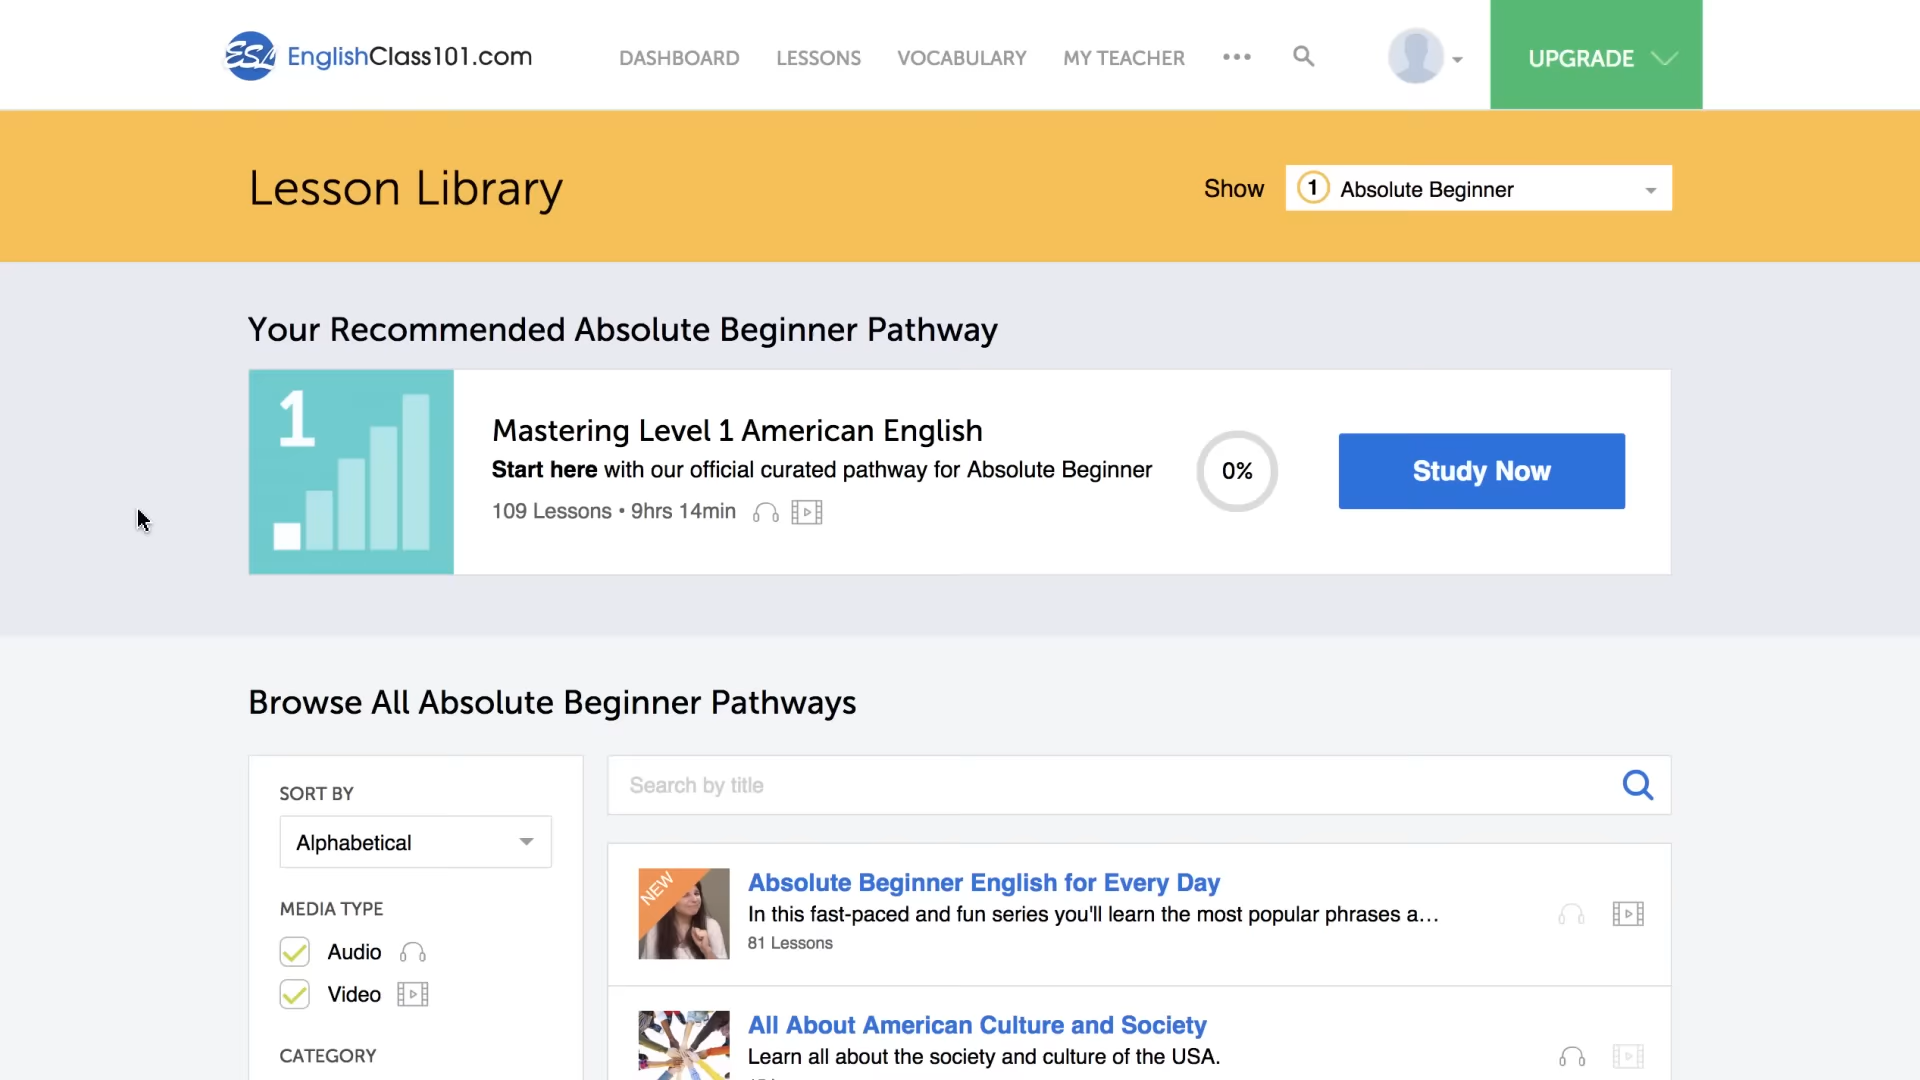 ESL EnglishClass101.com
DASHBOARD LESSONS VOCABULARY MY TEACHER ••• UPGRADE
Lesson Library
Show 1 Absolute Beginner
Your Recommended Absolute Beginner Pathway
1
Mastering Level 1 American English
Start here with our official curated pathway for Absolute Beginner
109 Lessons • 9hrs 14min
0%
Study Now
Browse All Absolute Beginner Pathways
SORT BY
Alphabetical
MEDIA TYPE
Audio
Video
CATEGORY
Search by title
NEW
Absolute Beginner English for Every Day
In this fast-paced and fun series you'll learn the most popular phrases a…
81 Lessons
All About American Culture and Society
Learn all about the society and culture of the USA.